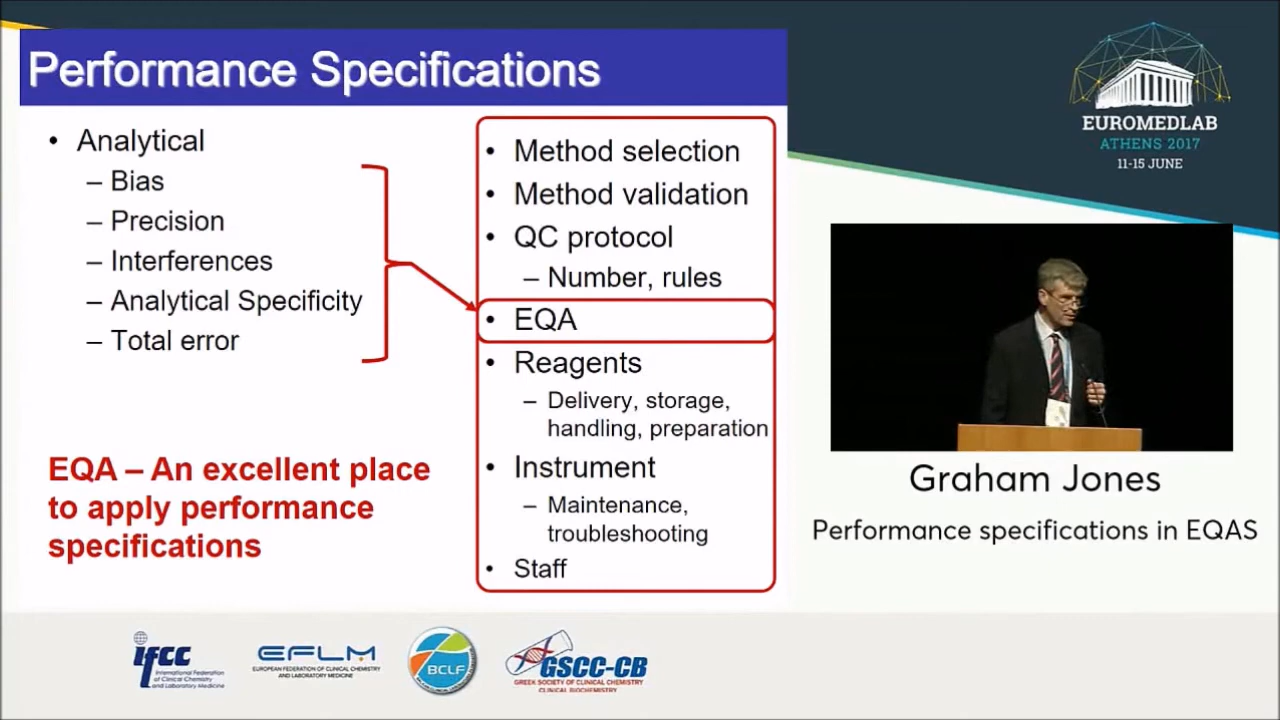 Performance Specifications
• Analytical
– Bias
– Precision
– Interferences
– Analytical Specificity
– Total error
EQA – An excellent place
to apply performance
specifications
• Method selection
• Method validation
• QC protocol
– Number, rules
• EQA
• Reagents
– Delivery, storage,
handling, preparation
• Instrument
– Maintenance,
troubleshooting
• Staff
EUROMEDLAB
ATHENS 2017
11-15 JUNE
Graham Jones
Performance specifications in EQAS
ifcc
International Federation
of Clinical Chemistry
and Laboratory Medicine
EFLM
EUROPEAN FEDERATION OF CLINICAL CHEMISTRY
AND LABORATORY MEDICINE
BCLF
GSCC-CB
GREEK SOCIETY OF CLINICAL CHEMISTRY
CLINICAL BIOCHEMISTRY